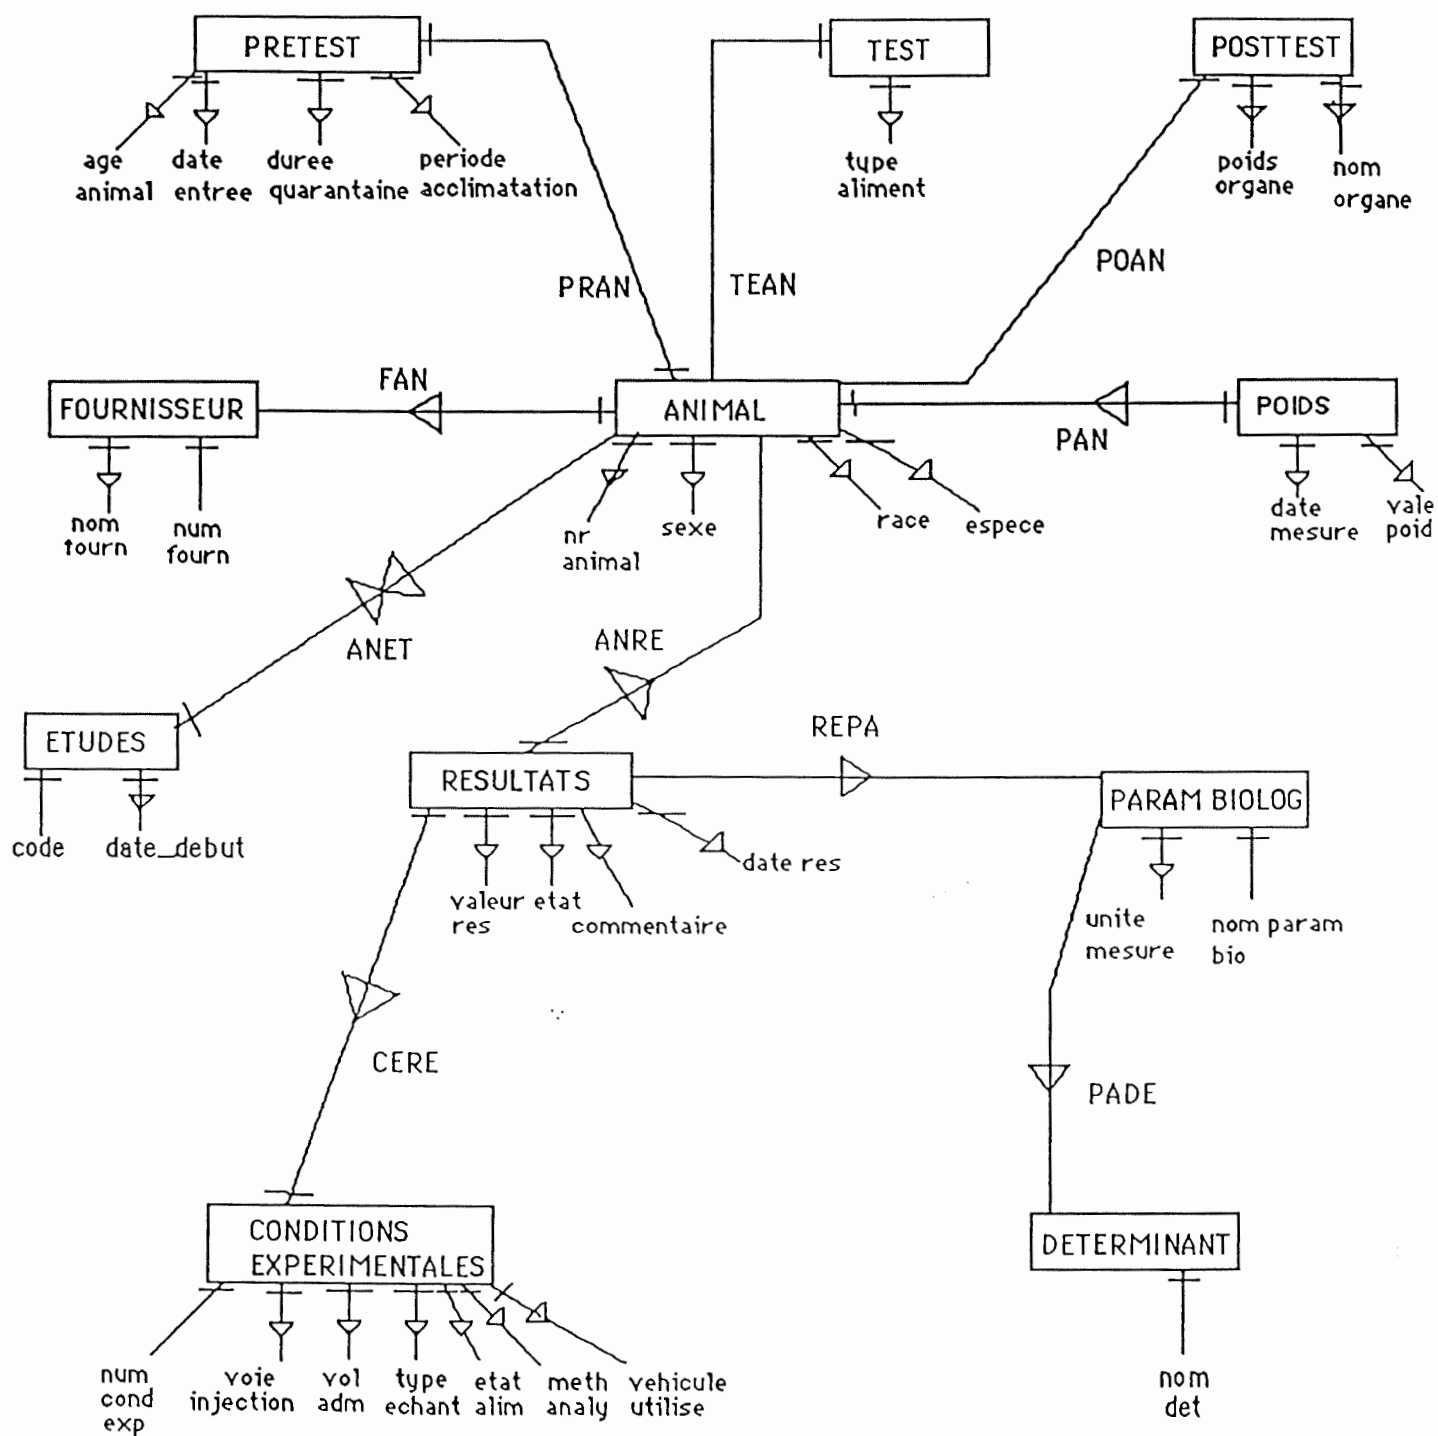 PRETEST
TEST
POSTTEST
age
animal
date
entree
duree
quarantaine
periode
acclimatation
type
aliment
poids
organe
nom
organe
PRAN
TEAN
POAN
FAN
FOURNISSEUR
ANIMAL
PAN
POIDS
nom
fourn
num
fourn
nr
animal
sexe
race
espece
date
mesure
vale
poid
ANET
ANRE
ETUDES
code
date_debut
RESULTATS
REPA
PARAM BIOLOG
valeur
res
etat
commentaire
date res
unite
mesure
nom param
bio
CERE
PADE
CONDITIONS
EXPERIMENTALES
DETERMINANT
num
cond
exp
voie
injection
vol
adm
type
echant
etat
alim
meth
analy
vehicule
utilise
nom
det